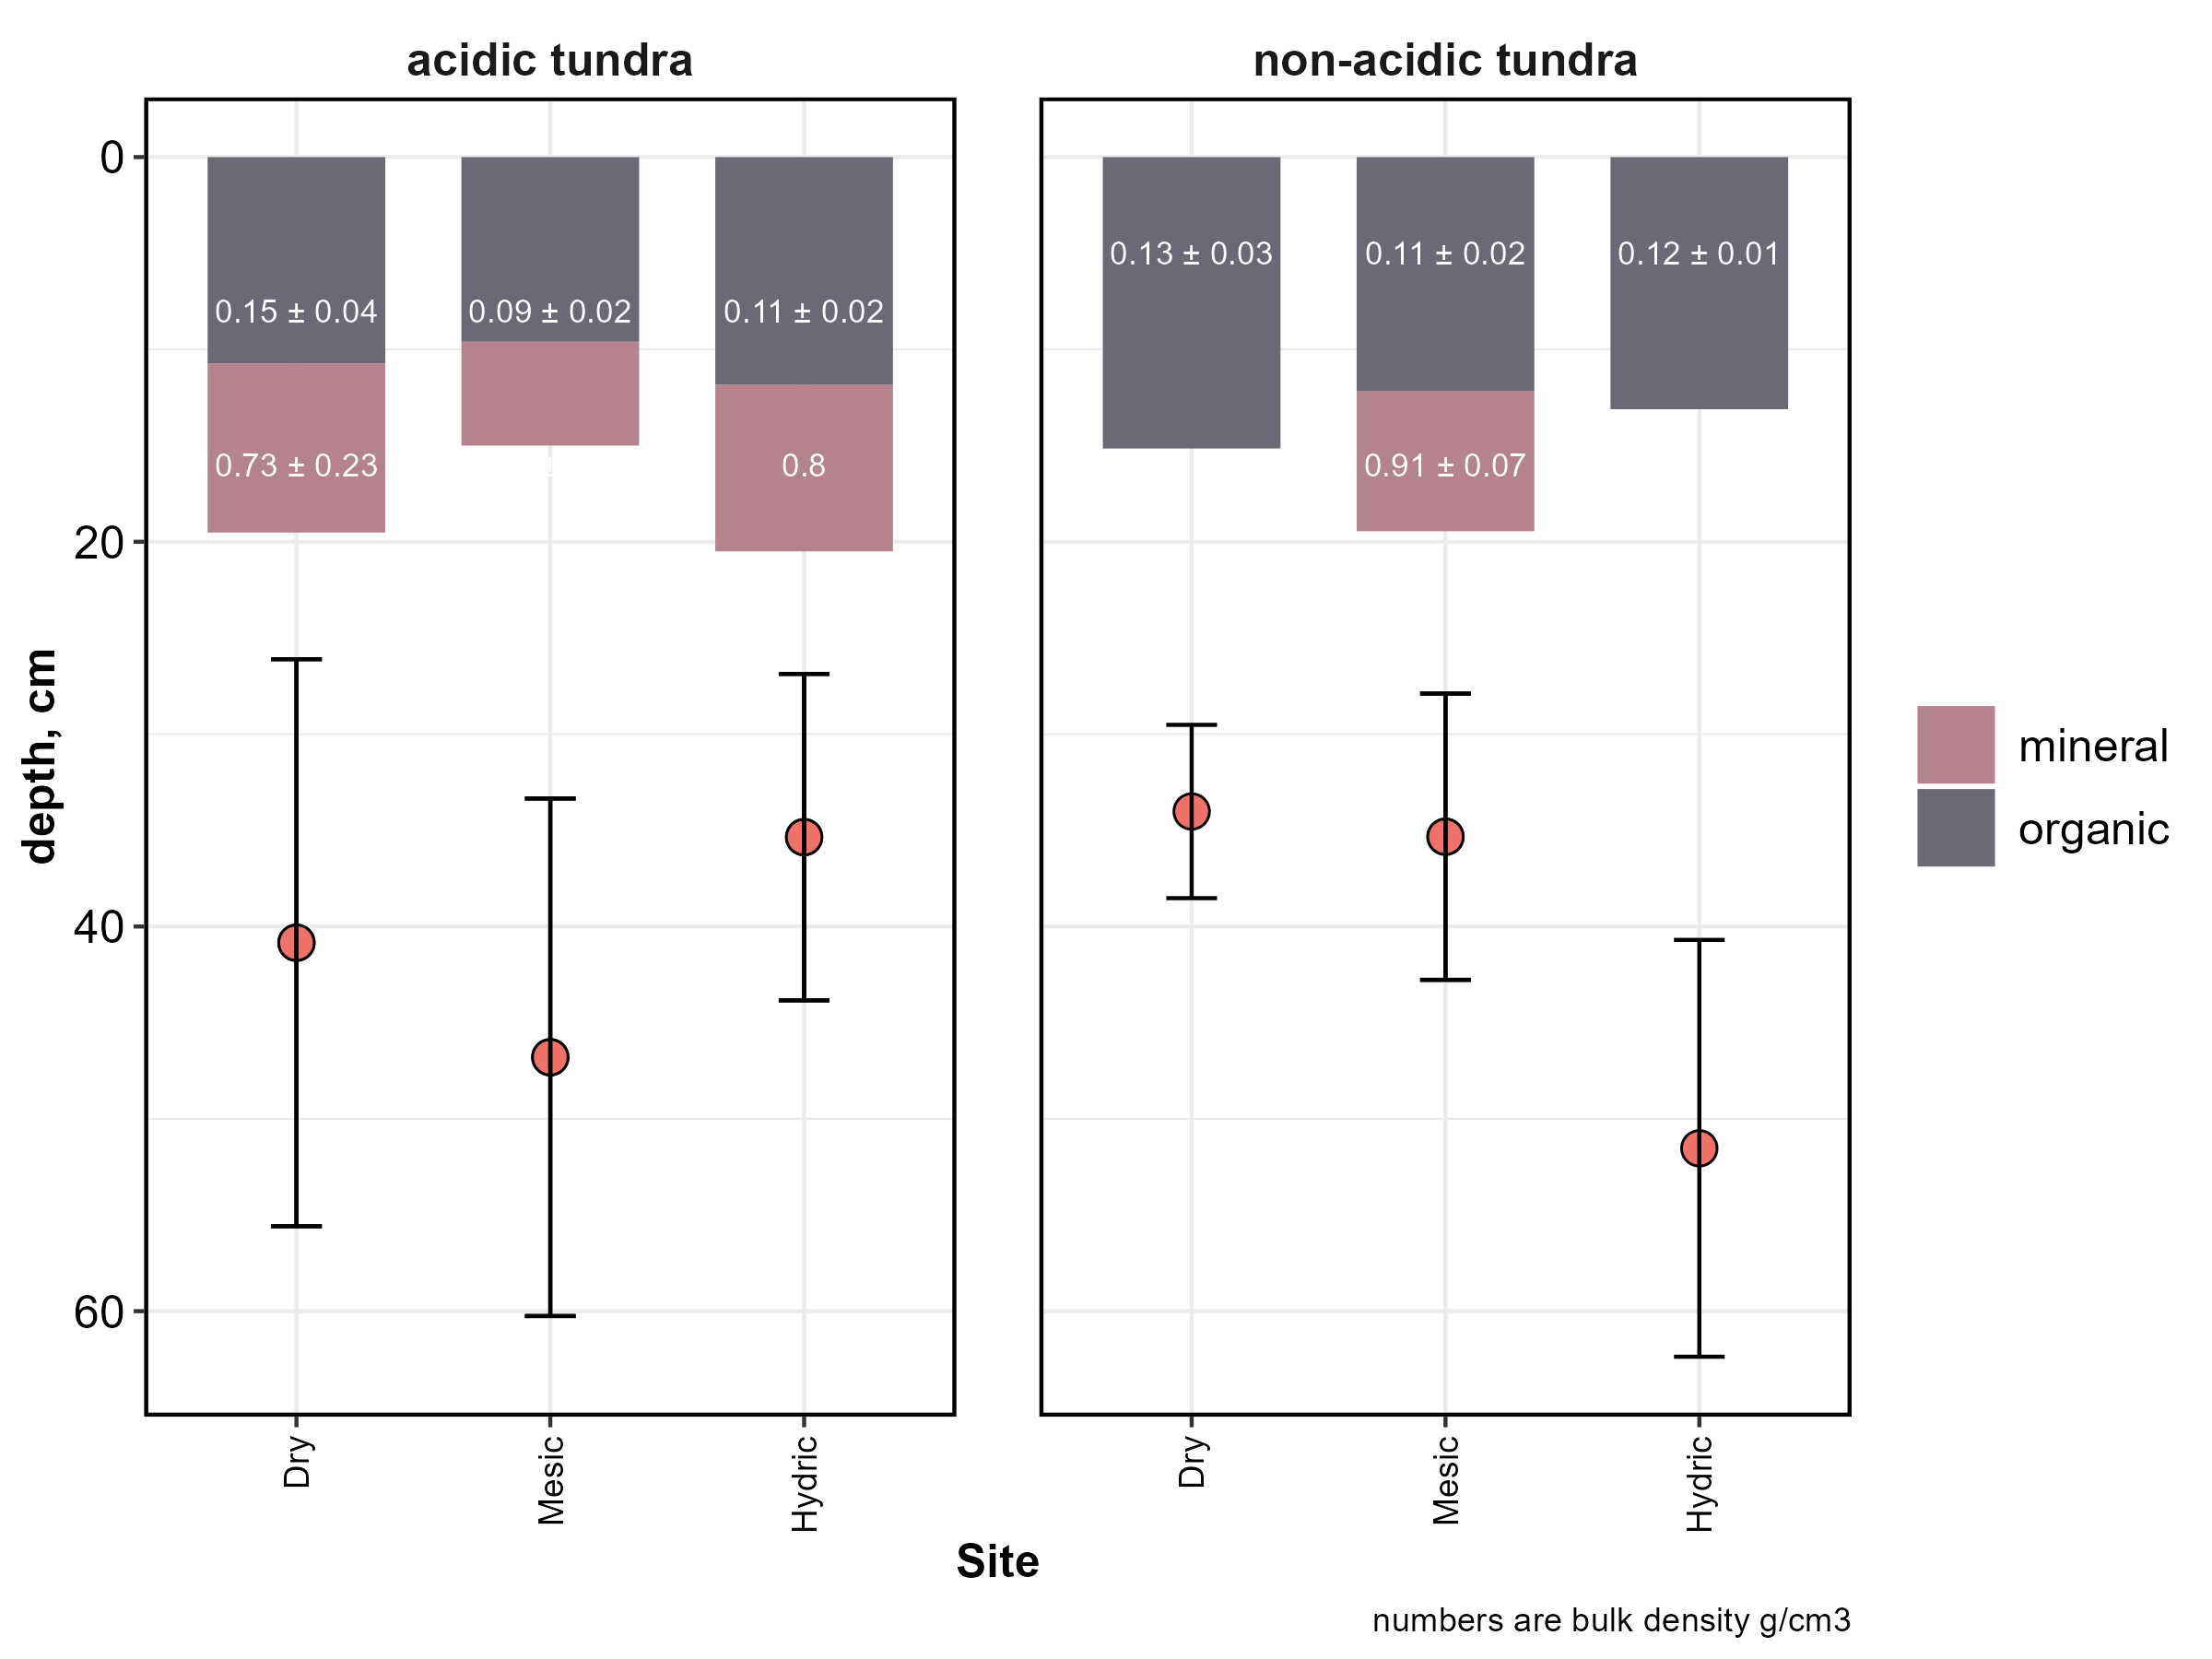 acidic tundra
non-acidic tundra
0
20
40
60
depth, cm
0.15 ± 0.04
0.09 ± 0.02
0.11 ± 0.02
0.73 ± 0.23
0.8
0.13 ± 0.03
0.11 ± 0.02
0.12 ± 0.01
0.91 ± 0.07
mineral
organic
Dry
Mesic
Hydric
Dry
Mesic
Hydric
Site
numbers are bulk density g/cm3